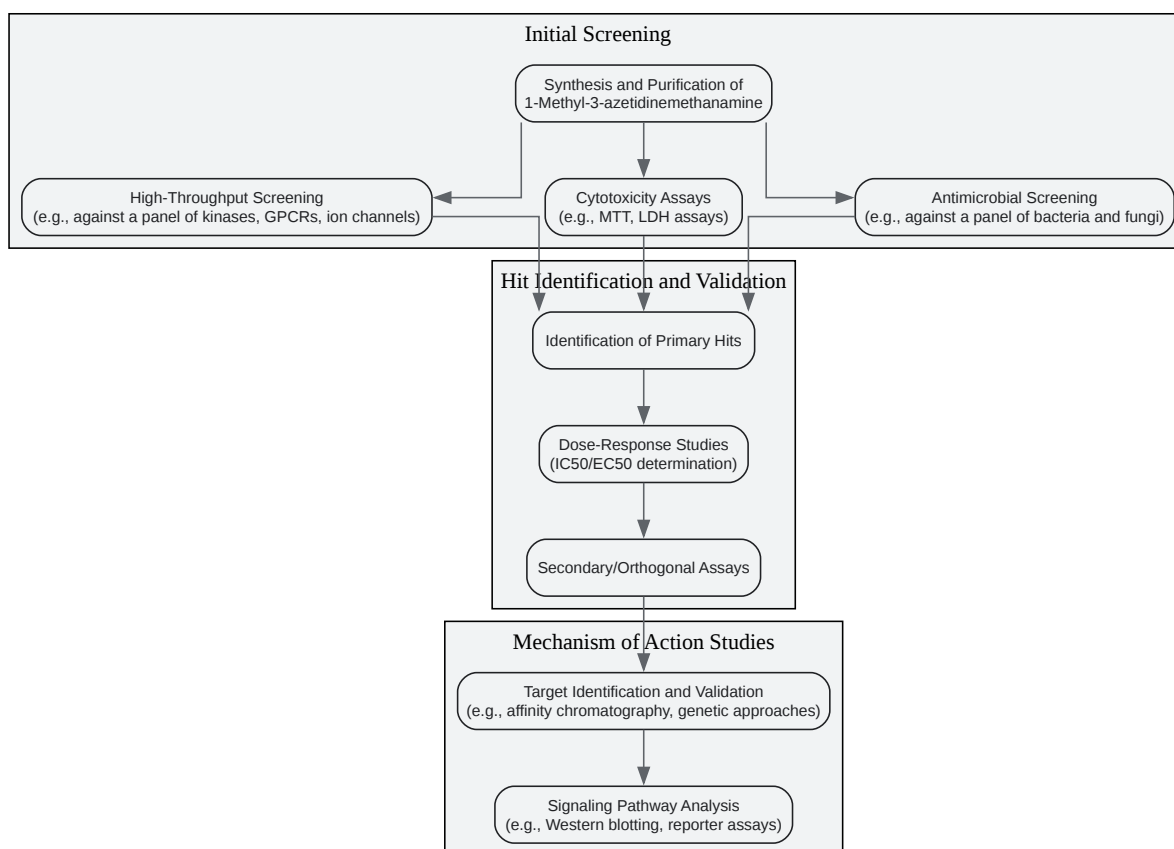 Initial Screening
Synthesis and Purification of
1-Methyl-3-azetidinemethanamine
High-Throughput Screening
(e.g., against a panel of kinases, GPCRs, ion channels)
Cytotoxicity Assays
(e.g., MTT, LDH assays)
Antimicrobial Screening
(e.g., against a panel of bacteria and fungi)
Hit Identification and Validation
Identification of Primary Hits
Dose-Response Studies
(IC50/EC50 determination)
Secondary/Orthogonal Assays
Mechanism of Action Studies
Target Identification and Validation
(e.g., affinity chromatography, genetic approaches)
Signaling Pathway Analysis
(e.g., Western blotting, reporter assays)